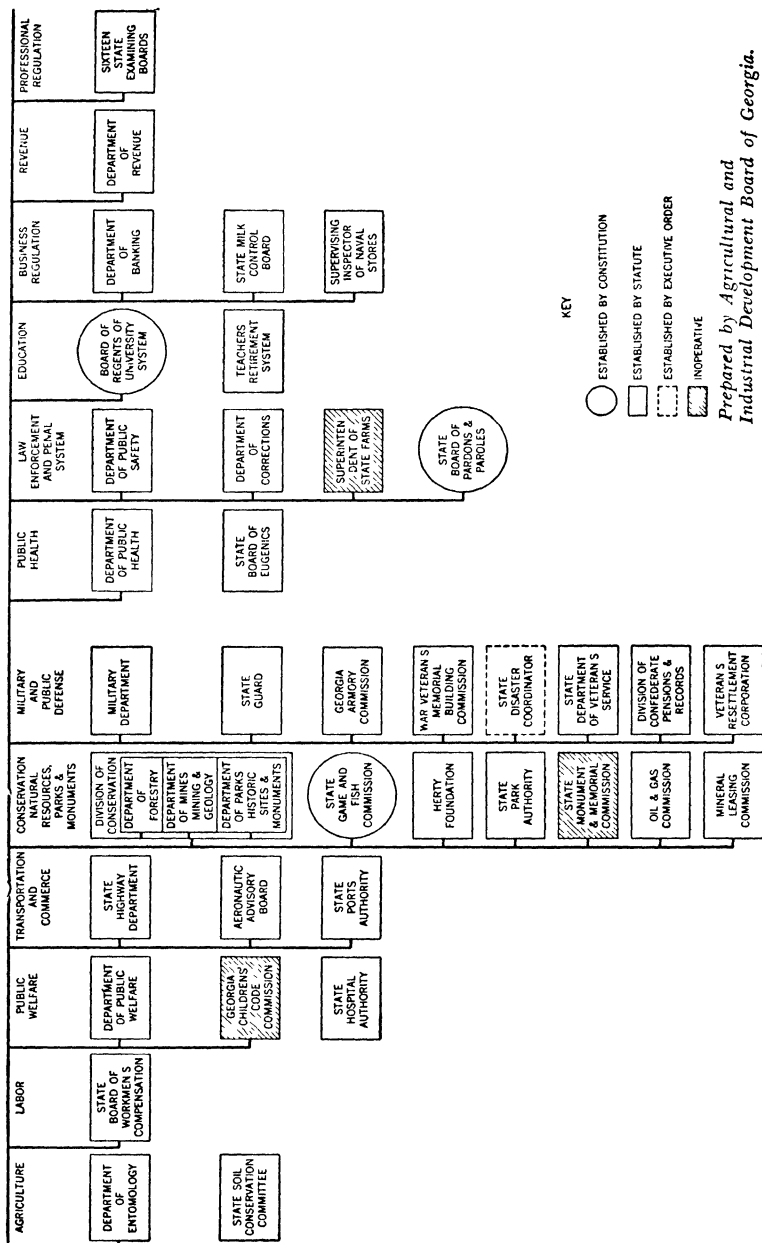 AGRICULTURE
DEPARTMENT
OF
ENTOMOLOGY
STATE SOIL
CONSERVATION
COMMITTEE
LABOR
STATE
BOARD OF
WORKMEN S
COMPENSATION
PUBLIC
WELFARE
DEPARTMENT
OF PUBLIC
WELFARE
GEORGIA
CHILDRENS'
CODE
COMMISSION
STATE
HOSPITAL
AUTHORITY
TRANSPORTATION
AND
COMMERCE
STATE
HIGHWAY
DEPARTMENT
AERONAUTIC
ADVISORY
BOARD
STATE
PORTS
AUTHORITY
CONSERVATION
NATURAL
RESOURCES,
PARKS &
MONUMENTS
DIVISION OF
CONSERVATION
DEPARTMENT
OF
FORESTRY
DEPARTMENT
OF MINES
MINING &
GEOLOGY
DEPARTMENT
OF PARKS
HISTORIC
SITES &
MONUMENTS
STATE
GAME AND
FISH
COMMISSION
HERTY
FOUNDATION
STATE
PARK
AUTHORITY
STATE
MONUMENT
& MEMORIAL
COMMISSION
OIL & GAS
COMMISSION
MINERAL
LEASING
COMMISSION
MILITARY
AND
PUBLIC
DEFENSE
MILITARY
DEPARTMENT
STATE
GUARD
GEORGIA
ARMORY
COMMISSION
WAR VETERAN S
MEMORIAL
BUILDING
COMMISSION
STATE
DISASTER
COORDINATOR
STATE
DEPARTMENT
OF VETERAN S
SERVICE
DIVISION OF
CONFEDERATE
PENSIONS &
RECORDS
VETERAN S
RESETTLEMENT
CORPORATION
PUBLIC
HEALTH
DEPARTMENT
OF PUBLIC
HEALTH
STATE
BOARD OF
EUGENICS
LAW
ENFORCEMENT
AND PENAL
SYSTEM
DEPARTMENT
OF PUBLIC
SAFETY
DEPARTMENT
OF
CORRECTIONS
SUPERINTEN
DENT OF
STATE FARMS
STATE
BOARD OF
PARDONS &
PAROLES
EDUCATION
BOARD OF
REGENTS OF
UNIVERSITY
SYSTEM
TEACHERS
RETIREMENT
SYSTEM
BUSINESS
REGULATION
DEPARTMENT
OF
BANKING
STATE MILK
CONTROL
BOARD
SUPERVISING
INSPECTOR
OF NAVAL
STORES
REVENUE
DEPARTMENT
OF
REVENUE
PROFESSIONAL
REGULATION
SIXTEEN
STATE
EXAMINING
BOARDS
KEY
ESTABLISHED BY CONSTITUTION
ESTABLISHED BY STATUTE
ESTABLISHED BY EXECUTIVE ORDER
INOPERATIVE
Prepared by Agricultural and
Industrial Development Board of Georgia.